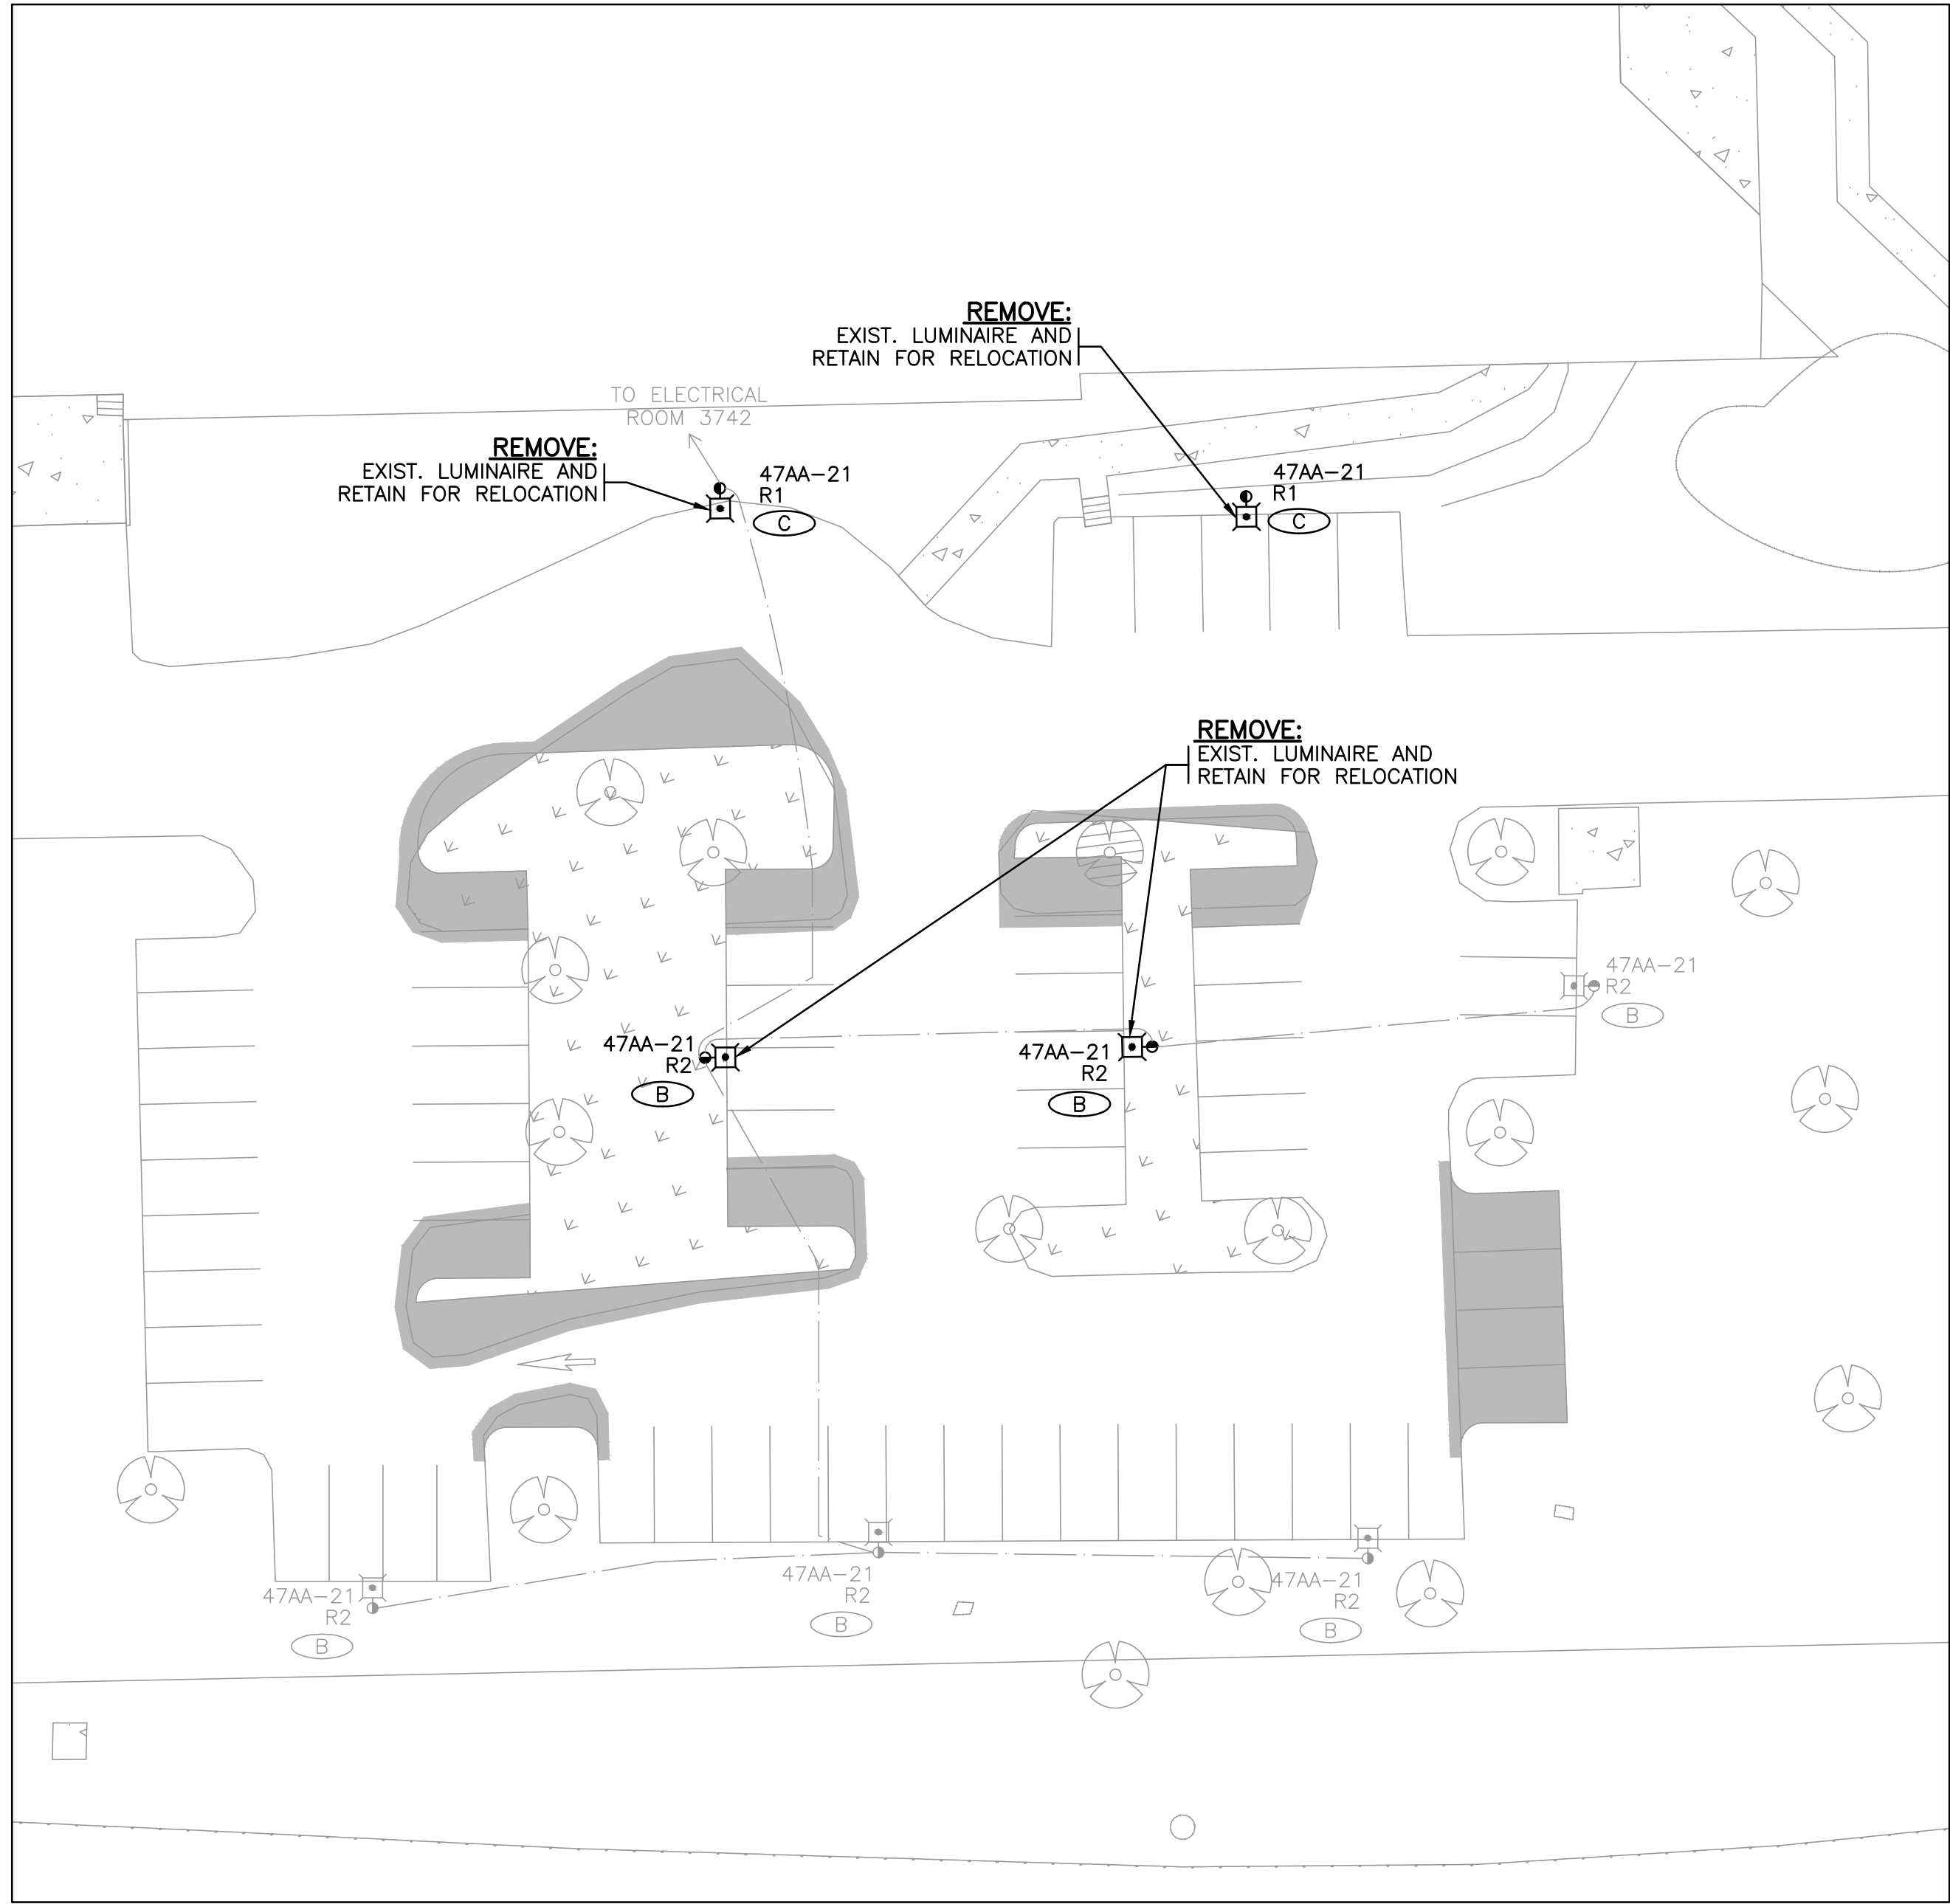 REMOVE:
EXIST. LUMINAIRE AND
RETAIN FOR RELOCATION
TO ELECTRICAL
ROOM 3742
REMOVE:
EXIST. LUMINAIRE AND
RETAIN FOR RELOCATION
47AA-21
R1
C
47AA-21
R1
C
REMOVE:
EXIST. LUMINAIRE AND
RETAIN FOR RELOCATION
47AA-21
R2
B
47AA-21
R2
B
47AA-21
R2
B
47AA-21
R2
B
47AA-21
R2
B
47AA-21
R2
B